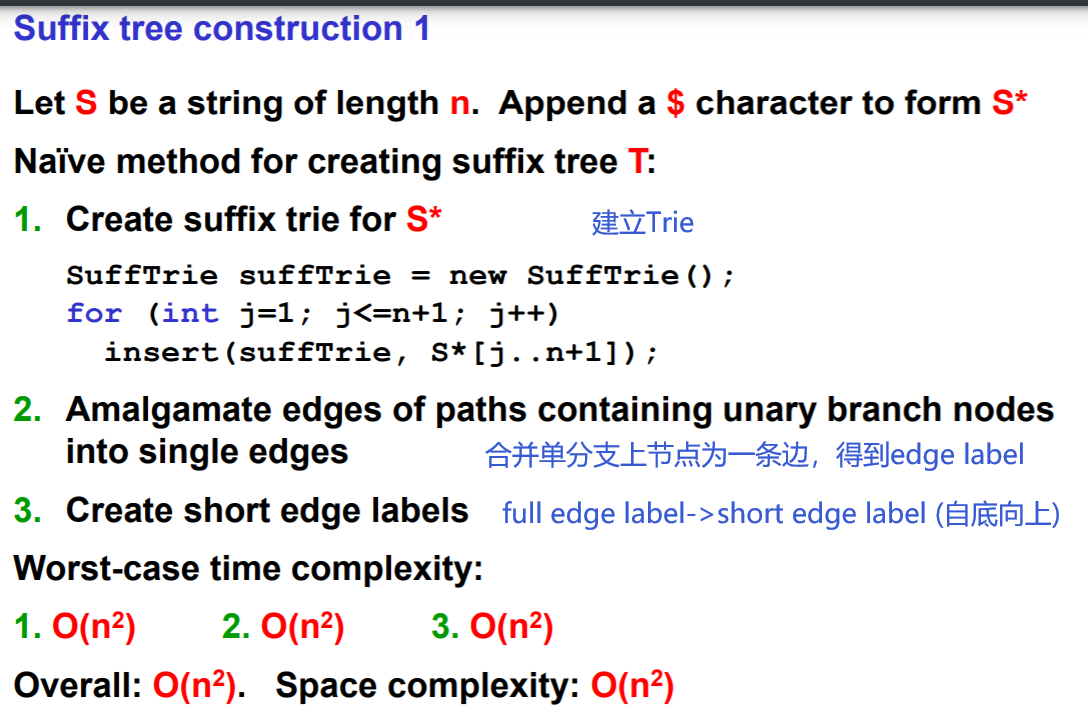 Suffix tree construction 1
Let S be a string of length n. Append a $ character to form S*
Naïve method for creating suffix tree T:
1. Create suffix trie for S* 建立Trie
SuffTrie suffTrie = new SuffTrie();
for (int j=1; j<=n+1; j++)
insert(suffTrie, S*[j..n+1]);
2. Amalgamate edges of paths containing unary branch nodes
into single edges 合并单分支上节点为一条边，得到edge label
3. Create short edge labels full edge label->short edge label (自底向上)
Worst-case time complexity:
1. O(n²) 2. O(n²) 3. O(n²)
Overall: O(n²). Space complexity: O(n²)